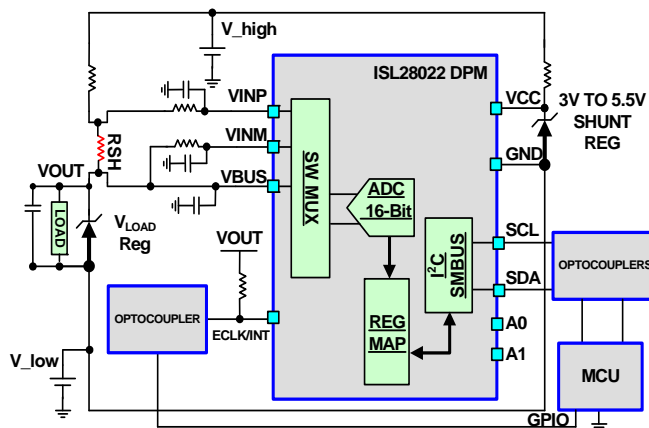 V_high
ISL28022 DPM
VINP
VCC
3V TO 5.5V
SHUNT
REG
RSH
VINM
GND
VOUT
VBUS
SW MUX
ADC
16-Bit
LOAD
VLOAD
Reg
VOUT
I2C
SMBUS
SCL
SDA
OPTOCOUPLERS
OPTOCOUPLER
ECLK/INT
REG
MAP
A0
A1
V_low
MCU
GPIO